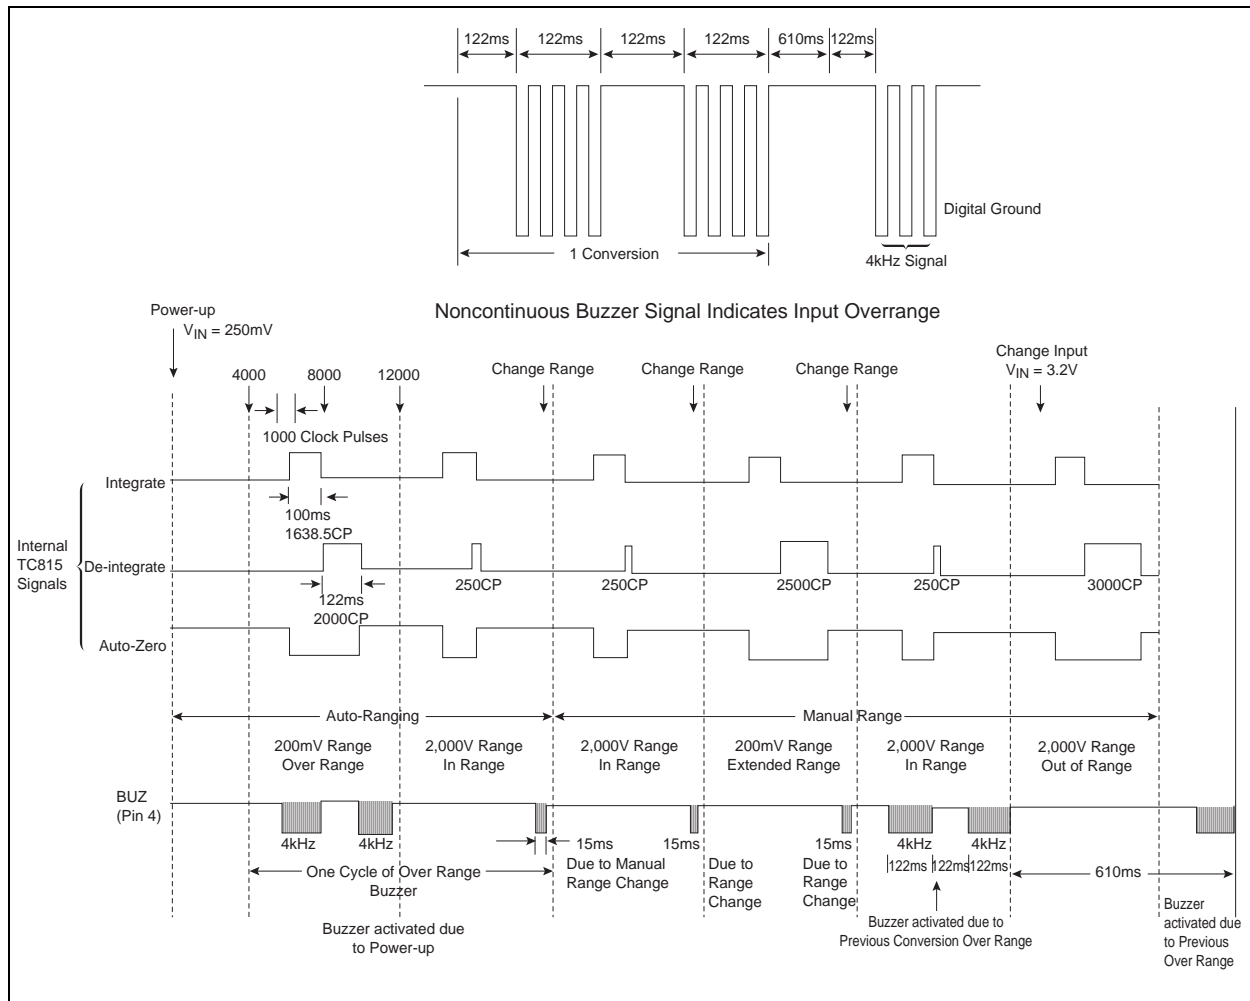 122ms 122ms 122ms 122ms 610ms 122ms
Digital Ground
1 Conversion
4kHz Signal
Noncontinuous Buzzer Signal Indicates Input Overrange
Power-up
VIN = 250mV
Change Input
VIN = 3.2V
Change Range Change Range Change Range
4000 8000 12000
1000 Clock Pulses
Integrate
100ms
1638.5CP
Internal
TC815
Signals
De-integrate
250CP 250CP 2500CP 250CP 3000CP
122ms
2000CP
Auto-Zero
Auto-Ranging Manual Range
200mV Range
Over Range
2,000V Range
In Range
2,000V Range
In Range
200mV Range
Extended Range
2,000V Range
In Range
2,000V Range
Out of Range
BUZ
(Pin 4)
4kHz 4kHz 15ms 15ms 15ms 4kHz 4kHz
122ms 122ms 122ms 610ms
One Cycle of Over Range
Buzzer
Due to Manual
Range Change
Due to
Range
Change
Due to
Range
Change
Buzzer activated due
to Power-up
Buzzer activated due to
Previous Conversion Over Range
Buzzer
activated due
to Previous
Over Range